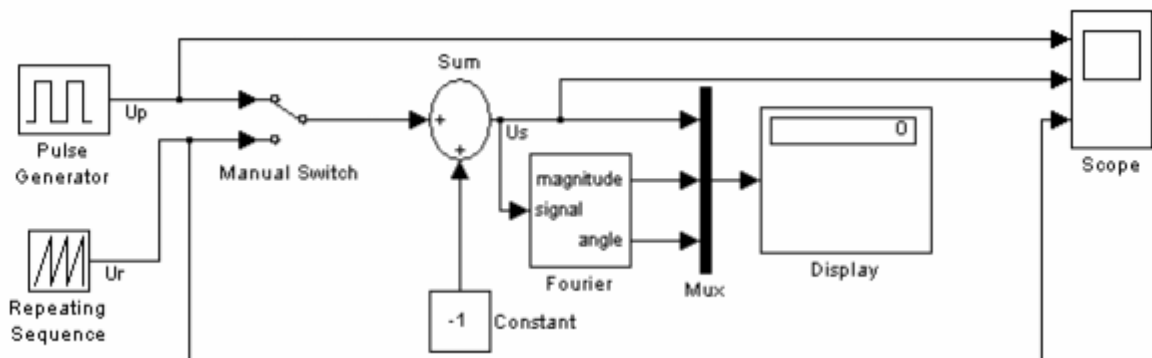 Sum
Up
Pulse
Generator
Manual Switch
+
+
Us
magnitude
signal
angle
Fourier
Mux
0
Display
Scope
Ur
Repeating
Sequence
-1
Constant